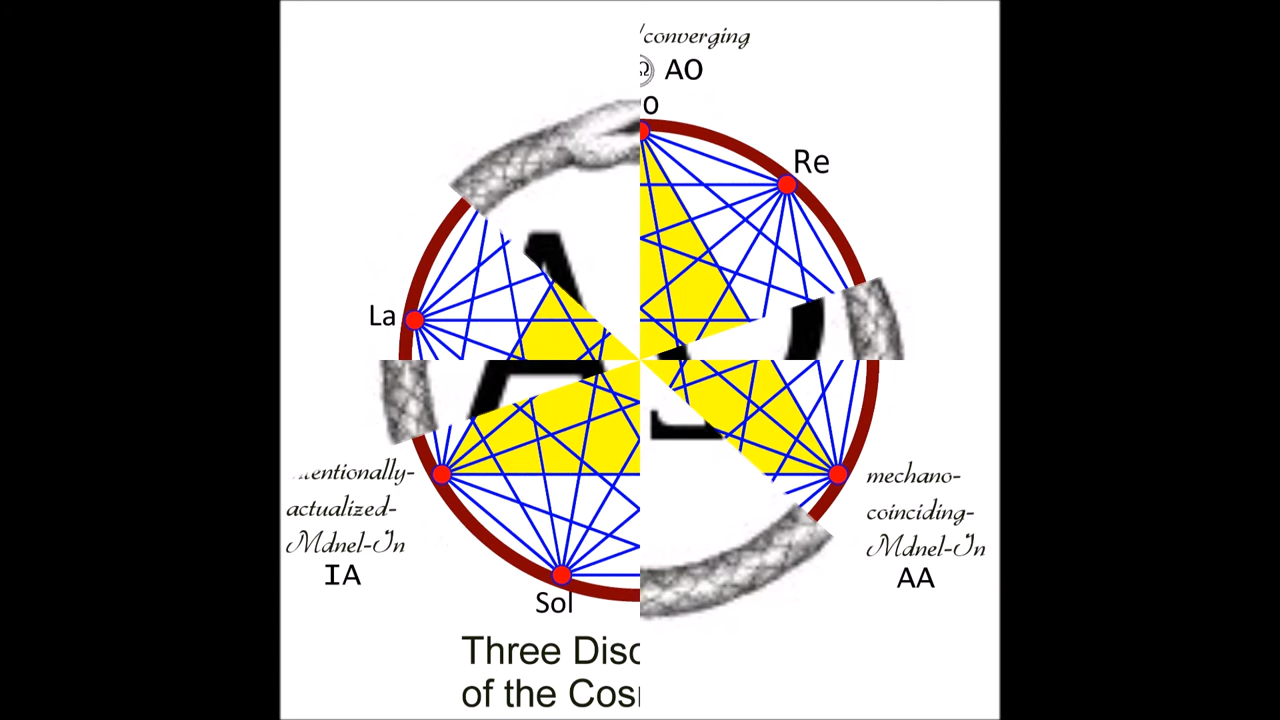 converging
Ω AO
o
Re
La
A
tentionally-
actualized-
Mdnel-In
IA
mechano-
coinciding-
Mdnel-In
AA
Sol
Three Disc
of the Cos